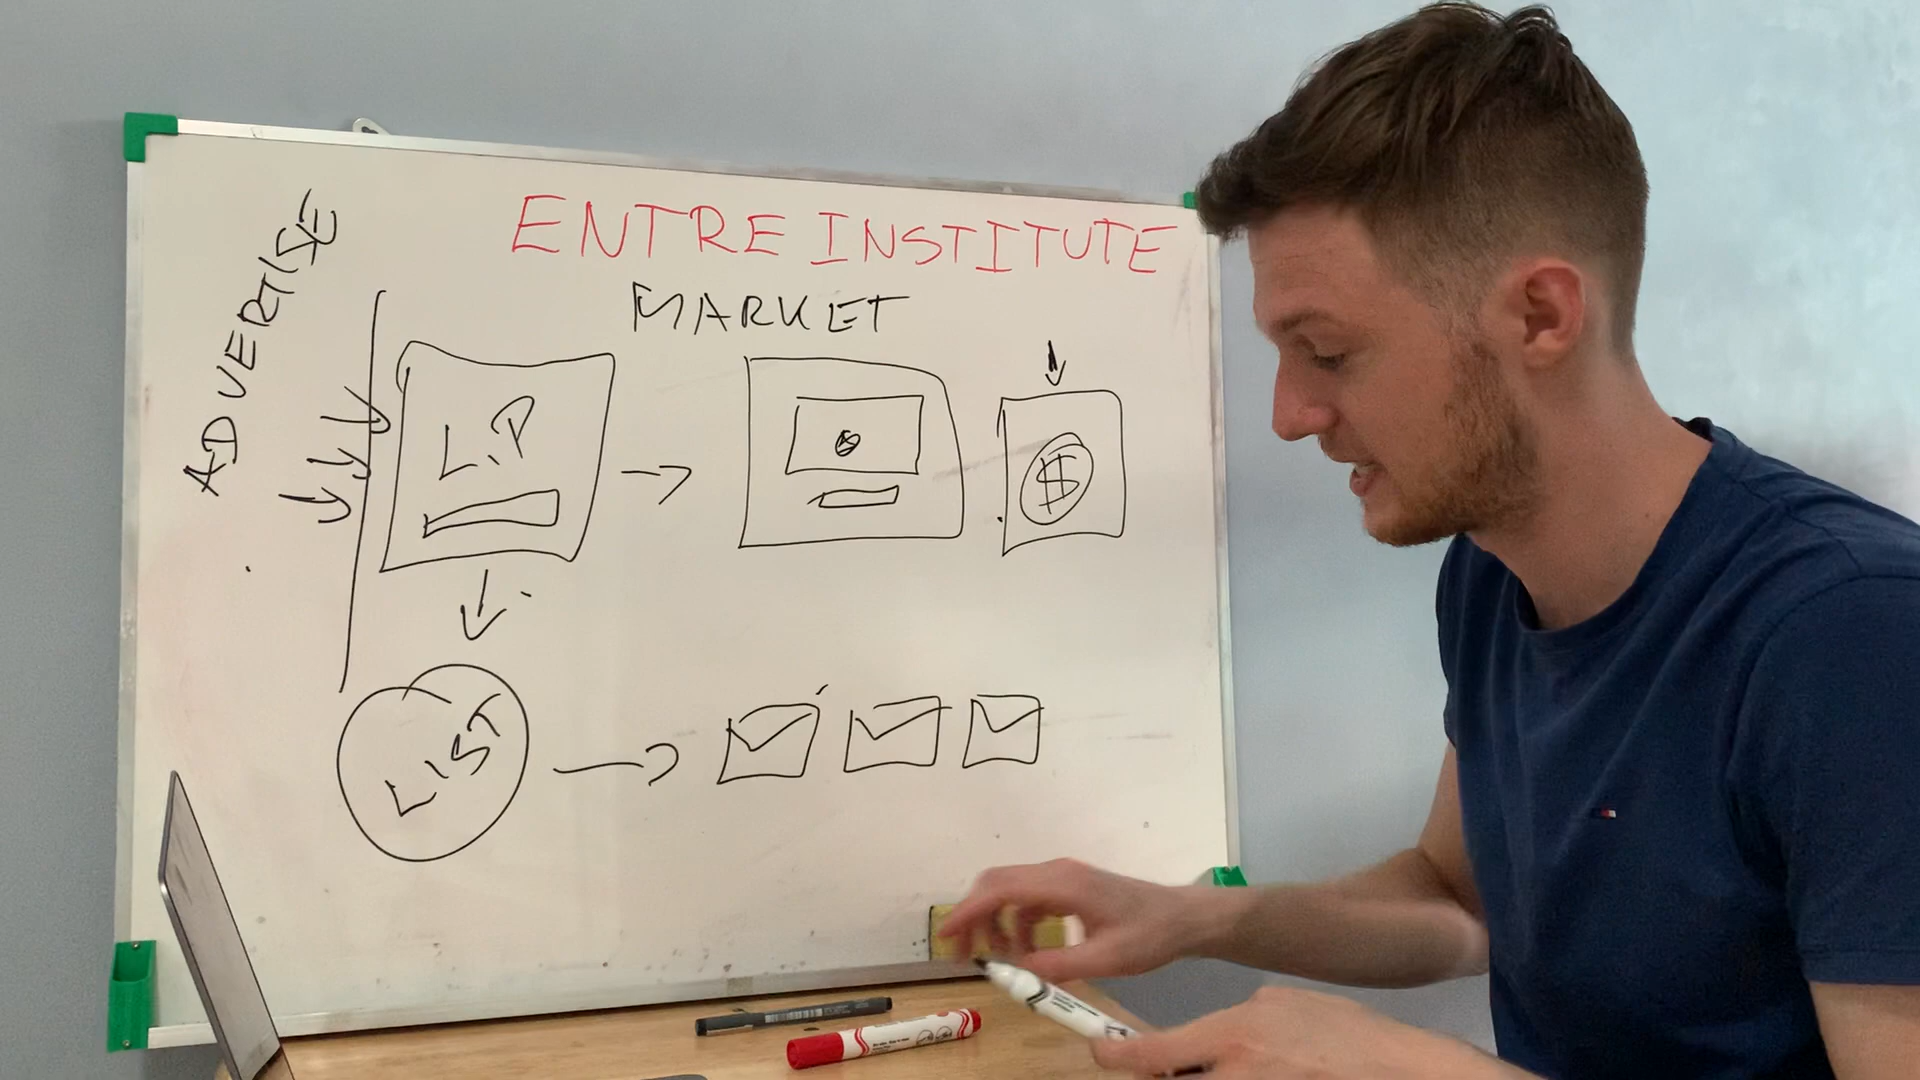 ENTRE INSTITUTE
MARKET
ADVERTISE
L.P
$
LIST